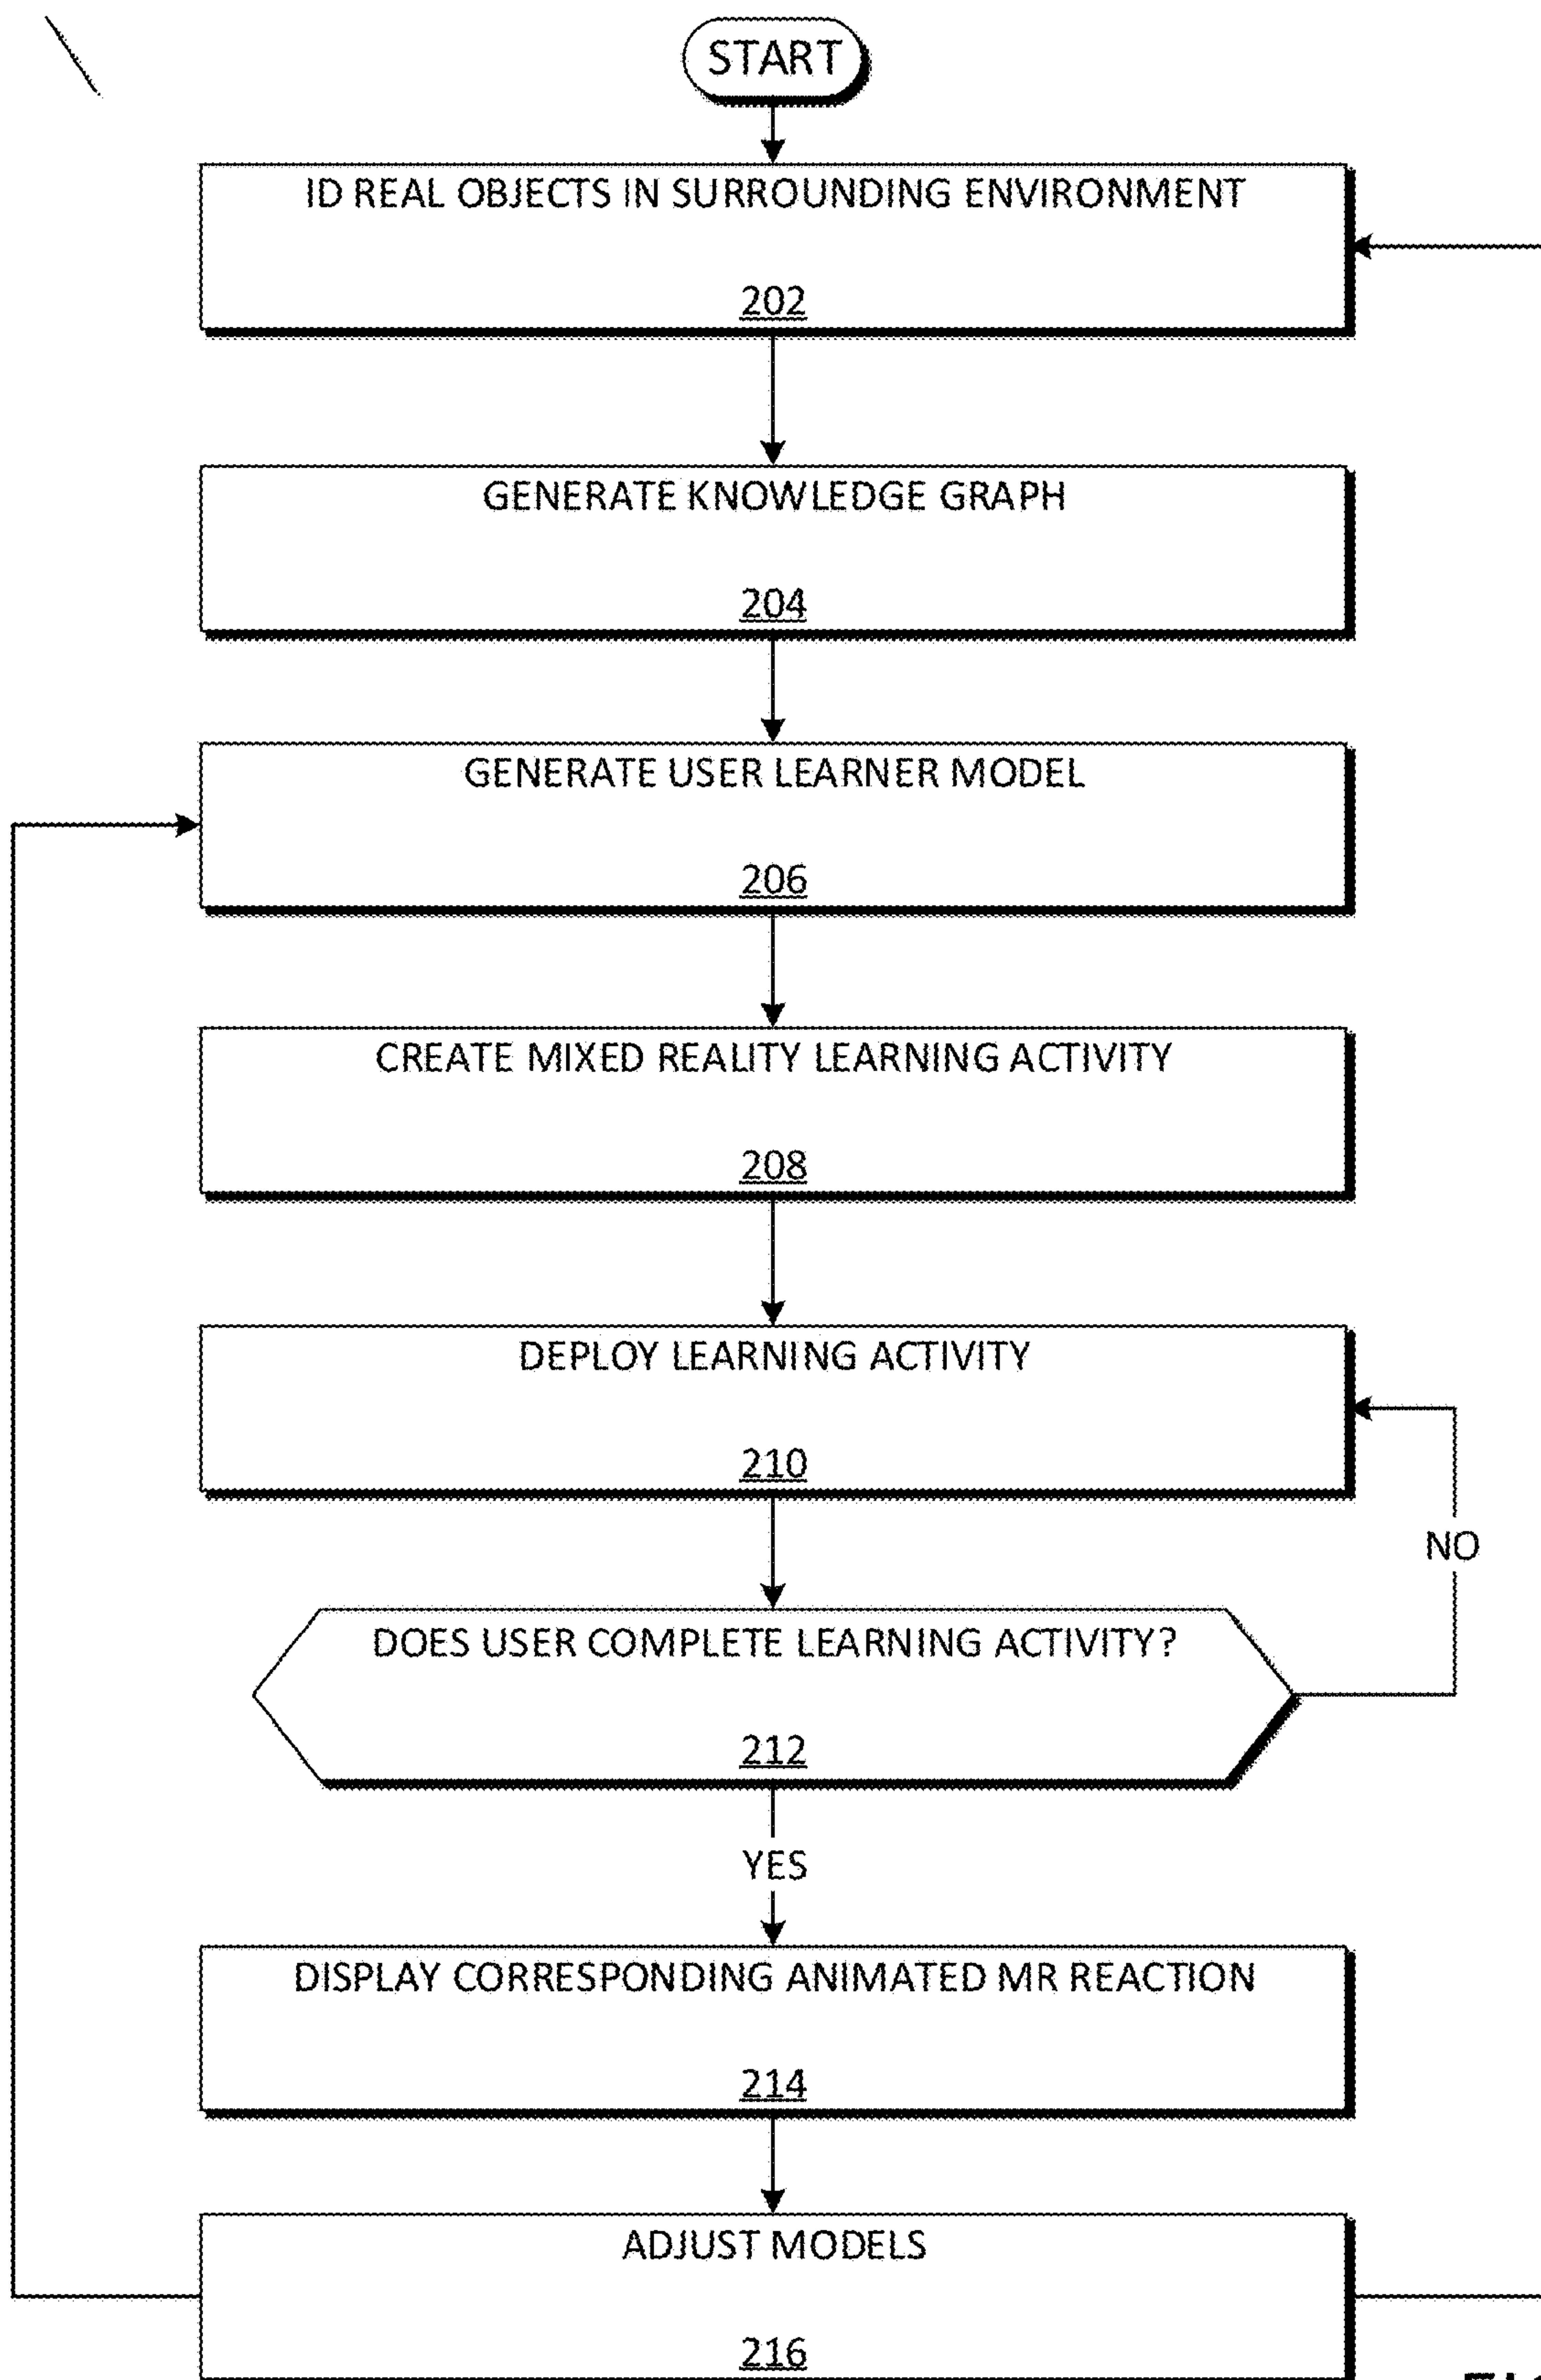 START
ID REAL OBJECTS IN SURROUNDING ENVIRONMENT
202
GENERATE KNOWLEDGE GRAPH
204
GENERATE USER LEARNER MODEL
206
CREATE MIXED REALITY LEARNING ACTIVITY
208
DEPLOY LEARNING ACTIVITY
210
NO
DOES USER COMPLETE LEARNING ACTIVITY?
212
YES
DISPLAY CORRESPONDING ANIMATED MR REACTION
214
ADJUST MODELS
216